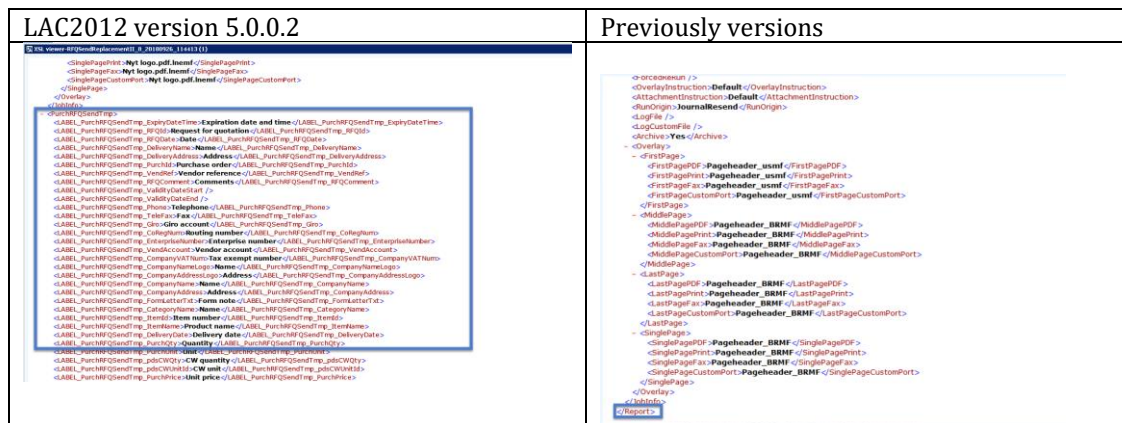 LAC2012 version 5.0.0.2
XSL viewer-RFQSendReplacementII_0_20180926_114413 (1)
<SinglePagePrint>Nyt logo.pdf.lnemf</SinglePagePrint>
<SinglePageFax>Nyt logo.pdf.lnemf</SinglePageFax>
<SinglePageCustomPort>Nyt logo.pdf.lnemf</SinglePageCustomPort>
</SinglePage>
</Overlay>
</JobInfo>
- <PurchRFQSendTmp>
<LABEL_PurchRFQSendTmp_ExpiryDateTime>Expiration date and time</LABEL_PurchRFQSendTmp_ExpiryDateTime>
<LABEL_PurchRFQSendTmp_RFQId>Request for quotation</LABEL_PurchRFQSendTmp_RFQId>
<LABEL_PurchRFQSendTmp_RFQDate>Date</LABEL_PurchRFQSendTmp_RFQDate>
<LABEL_PurchRFQSendTmp_DeliveryName>Name</LABEL_PurchRFQSendTmp_DeliveryName>
<LABEL_PurchRFQSendTmp_DeliveryAddress>Address</LABEL_PurchRFQSendTmp_DeliveryAddress>
<LABEL_PurchRFQSendTmp_PurchId>Purchase order</LABEL_PurchRFQSendTmp_PurchId>
<LABEL_PurchRFQSendTmp_VendRef>Vendor reference</LABEL_PurchRFQSendTmp_VendRef>
<LABEL_PurchRFQSendTmp_RFQComment>Comments</LABEL_PurchRFQSendTmp_RFQComment>
<LABEL_PurchRFQSendTmp_ValidityDateStart />
<LABEL_PurchRFQSendTmp_ValidityDateEnd />
<LABEL_PurchRFQSendTmp_Phone>Telephone</LABEL_PurchRFQSendTmp_Phone>
<LABEL_PurchRFQSendTmp_TeleFax>Fax</LABEL_PurchRFQSendTmp_TeleFax>
<LABEL_PurchRFQSendTmp_Giro>Giro account</LABEL_PurchRFQSendTmp_Giro>
<LABEL_PurchRFQSendTmp_CoRegNum>Routing number</LABEL_PurchRFQSendTmp_CoRegNum>
<LABEL_PurchRFQSendTmp_EnterpriseNumber>Enterprise number</LABEL_PurchRFQSendTmp_EnterpriseNumber>
<LABEL_PurchRFQSendTmp_VendAccount>Vendor account</LABEL_PurchRFQSendTmp_VendAccount>
<LABEL_PurchRFQSendTmp_CompanyVATNum>Tax exempt number</LABEL_PurchRFQSendTmp_CompanyVATNum>
<LABEL_PurchRFQSendTmp_CompanyNameLogo>Name</LABEL_PurchRFQSendTmp_CompanyNameLogo>
<LABEL_PurchRFQSendTmp_CompanyAddressLogo>Address</LABEL_PurchRFQSendTmp_CompanyAddressLogo>
<LABEL_PurchRFQSendTmp_CompanyName>Name</LABEL_PurchRFQSendTmp_CompanyName>
<LABEL_PurchRFQSendTmp_CompanyAddress>Address</LABEL_PurchRFQSendTmp_CompanyAddress>
<LABEL_PurchRFQSendTmp_FormLetterTxt>Form note</LABEL_PurchRFQSendTmp_FormLetterTxt>
<LABEL_PurchRFQSendTmp_CategoryName>Name</LABEL_PurchRFQSendTmp_CategoryName>
<LABEL_PurchRFQSendTmp_ItemId>Item number</LABEL_PurchRFQSendTmp_ItemId>
<LABEL_PurchRFQSendTmp_ItemName>Product name</LABEL_PurchRFQSendTmp_ItemName>
<LABEL_PurchRFQSendTmp_DeliveryDate>Delivery date</LABEL_PurchRFQSendTmp_DeliveryDate>
<LABEL_PurchRFQSendTmp_PurchQty>Quantity</LABEL_PurchRFQSendTmp_PurchQty>
<LABEL_PurchRFQSendTmp_PurchUnit>Unit</LABEL_PurchRFQSendTmp_PurchUnit>
<LABEL_PurchRFQSendTmp_pdsCWQty>CW quantity</LABEL_PurchRFQSendTmp_pdsCWQty>
<LABEL_PurchRFQSendTmp_pdsCWUnitId>CW unit</LABEL_PurchRFQSendTmp_pdsCWUnitId>
<LABEL_PurchRFQSendTmp_PurchPrice>Unit price</LABEL_PurchRFQSendTmp_PurchPrice>
Previously versions
<ForcedReRun />
<OverlayInstruction>Default</OverlayInstruction>
<AttachmentInstruction>Default</AttachmentInstruction>
<RunOrigin>JournalResend</RunOrigin>
<LogFile />
<LogCustomFile />
<Archive>Yes</Archive>
- <Overlay>
- <FirstPage>
<FirstPagePDF>Pageheader_usmf</FirstPagePDF>
<FirstPagePrint>Pageheader_usmf</FirstPagePrint>
<FirstPageFax>Pageheader_usmf</FirstPageFax>
<FirstPageCustomPort>Pageheader_usmf</FirstPageCustomPort>
</FirstPage>
- <MiddlePage>
<MiddlePagePDF>Pageheader_BRMF</MiddlePagePDF>
<MiddlePagePrint>Pageheader_BRMF</MiddlePagePrint>
<MiddlePageFax>Pageheader_BRMF</MiddlePageFax>
<MiddlePageCustomPort>Pageheader_BRMF</MiddlePageCustomPort>
</MiddlePage>
- <LastPage>
<LastPagePDF>Pageheader_BRMF</LastPagePDF>
<LastPagePrint>Pageheader_BRMF</LastPagePrint>
<LastPageFax>Pageheader_BRMF</LastPageFax>
<LastPageCustomPort>Pageheader_BRMF</LastPageCustomPort>
</LastPage>
- <SinglePage>
<SinglePagePDF>Pageheader_BRMF</SinglePagePDF>
<SinglePagePrint>Pageheader_BRMF</SinglePagePrint>
<SinglePageFax>Pageheader_BRMF</SinglePageFax>
<SinglePageCustomPort>Pageheader_BRMF</SinglePageCustomPort>
</SinglePage>
</Overlay>
</JobInfo>
</Report>